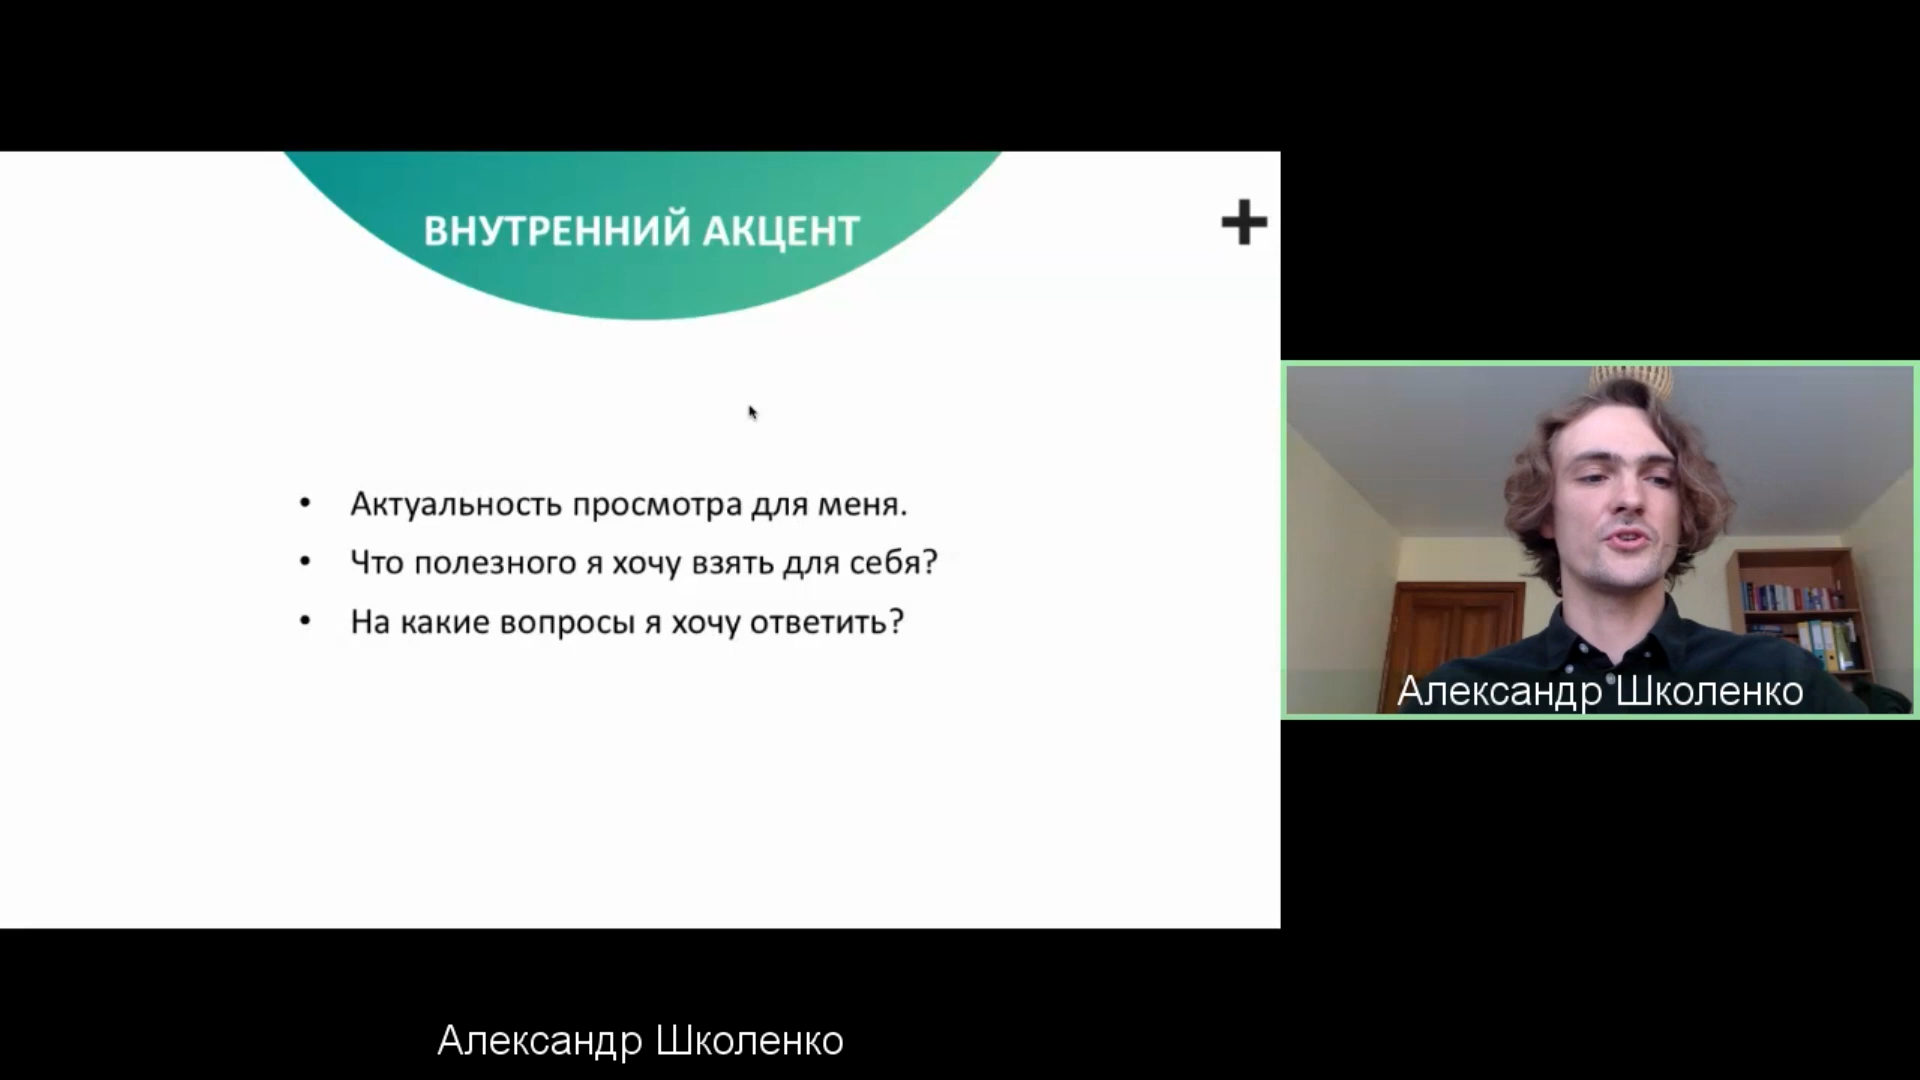 ВНУТРЕННИЙ АКЦЕНТ
• Актуальность просмотра для меня.
• Что полезного я хочу взять для себя?
• На какие вопросы я хочу ответить?
Александр Школенко
Александр Школенко